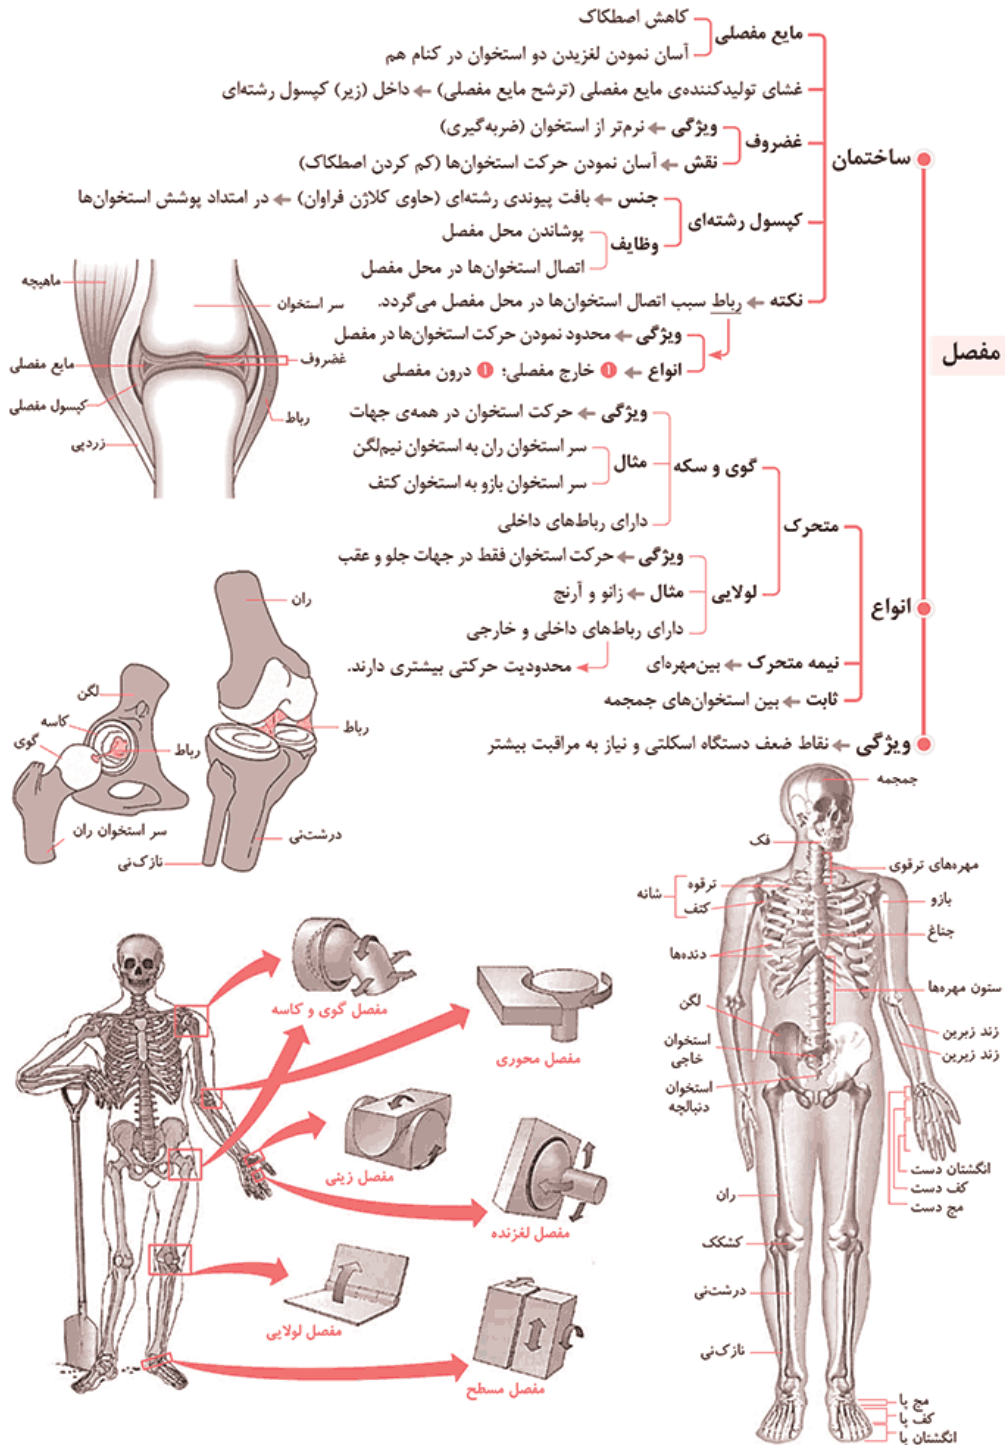 مفصل
ساختمان
مایع مفصلی
کاهش اصطکاک
آسان نمودن لغزیدن دو استخوان در کنام هم
غشای تولیدکننده‌ی مایع مفصلی (ترشح مایع مفصلی) ← داخل (زیر) کپسول رشته‌ای
غضروف
ویژگی ← نرم‌تر از استخوان (ضربه‌گیری)
نقش ← آسان نمودن حرکت استخوان‌ها (کم کردن اصطکاک)
کپسول رشته‌ای
جنس ← بافت پیوندی رشته‌ای (حاوی کلاژن فراوان) ← در امتداد پوشش استخوان‌ها
وظایف
پوشاندن محل مفصل
اتصال استخوان‌ها در محل مفصل
نکته ← رباط سبب اتصال استخوان‌ها در محل مفصل می‌گردد.
ویژگی ← محدود نمودن حرکت استخوان‌ها در مفصل
انواع ← ۱ خارج مفصلی؛ ۱ درون مفصلی
انواع
متحرک
گوی و سکه
ویژگی ← حرکت استخوان در همه‌ی جهات
مثال
سر استخوان ران به استخوان نیم‌لگن
سر استخوان بازو به استخوان کتف
دارای رباط‌های داخلی
لولایی
ویژگی ← حرکت استخوان فقط در جهات جلو و عقب
مثال ← زانو و آرنج
دارای رباط‌های داخلی و خارجی
محدودیت حرکتی بیشتری دارند.
نیمه متحرک ← بین‌مهره‌ای
ثابت ← بین استخوان‌های جمجمه
ویژگی ← نقاط ضعف دستگاه اسکلتی و نیاز به مراقبت بیشتر
ماهیچه
سر استخوان
غضروف
مایع مفصلی
کپسول مفصلی
رباط
زردپی
ران
لگن
کاسه
گوی
رباط
رباط
سر استخوان ران
درشت‌نی
نازک‌نی
جمجمه
فک
مهره‌های ترقوی
ترقوه
شانه
کتف
بازو
جناغ
دنده‌ها
ستون مهره‌ها
لگن
زند زبرین
استخوان
خاجی
زند زیرین
استخوان
دنبالچه
انگشتان دست
کف دست
مچ دست
ران
کشکک
درشت‌نی
نازک‌نی
مچ پا
کف پا
انگشتان پا
مفصل گوی و کاسه
مفصل محوری
مفصل زینی
مفصل لغزنده
مفصل لولایی
مفصل مسطح